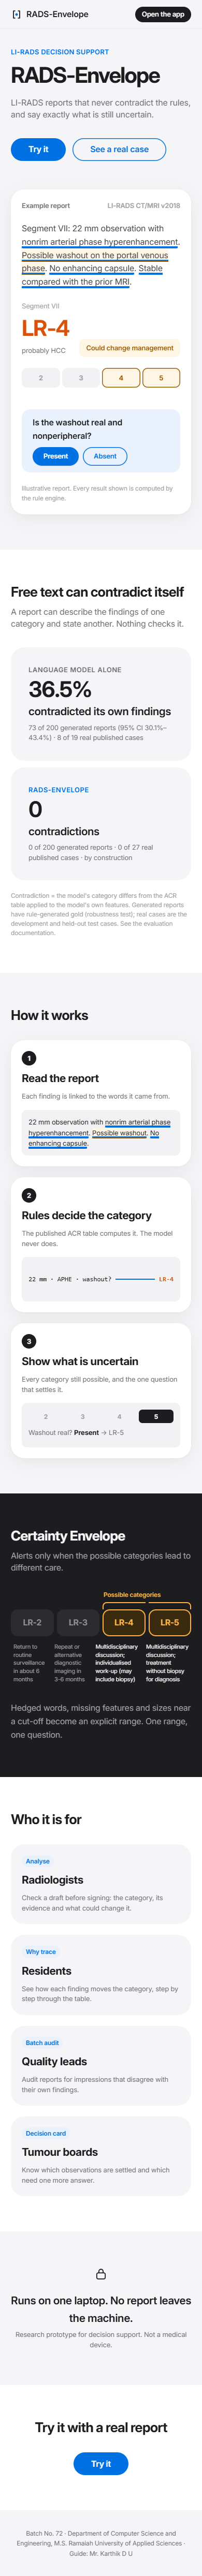 RADS-Envelope
Open the app
LI-RADS DECISION SUPPORT
RADS-Envelope
LI-RADS reports that never contradict the rules,
and say exactly what is still uncertain.
Try it
See a real case
Example report
LI-RADS CT/MRI v2018
Segment VII: 22 mm observation with
nonrim arterial phase hyperenhancement.
Possible washout on the portal venous
phase. No enhancing capsule. Stable
compared with the prior MRI.
Segment VII
LR-4
probably HCC
Could change management
2
3
4
5
Is the washout real and
nonperipheral?
Present
Absent
Illustrative report. Every result shown is computed by
the rule engine.
Free text can contradict itself
A report can describe the findings of one
category and state another. Nothing checks it.
LANGUAGE MODEL ALONE
36.5%
contradicted its own findings
73 of 200 generated reports (95% CI 30.1%–
43.4%) · 8 of 19 real published cases
RADS-ENVELOPE
0
contradictions
0 of 200 generated reports · 0 of 27 real
published cases · by construction
Contradiction = the model's category differs from the ACR
table applied to the model's own features. Generated reports
have rule-generated gold (robustness test); real cases are the
development and held-out test cases. See the evaluation
documentation.
How it works
1
Read the report
Each finding is linked to the words it came from.
22 mm observation with nonrim arterial phase
hyperenhancement. Possible washout. No
enhancing capsule.
2
Rules decide the category
The published ACR table computes it. The model
never does.
22 mm · APHE · washout?
LR-4
3
Show what is uncertain
Every category still possible, and the one question
that settles it.
2
3
4
5
Washout real? Present → LR-5
Certainty Envelope
Alerts only when the possible categories lead to
different care.
Possible categories
LR-2
LR-3
LR-4
LR-5
Return to
routine
surveillance
in about 6
months
Repeat or
alternative
diagnostic
imaging in
3-6 months
Multidisciplinary
discussion;
individualised
work-up (may
include biopsy)
Multidisciplinary
discussion;
treatment
without biopsy
for diagnosis
Hedged words, missing features and sizes near
a cut-off become an explicit range. One range,
one question.
Who it is for
Analyse
Radiologists
Check a draft before signing: the category, its
evidence and what could change it.
Why trace
Residents
See how each finding moves the category, step by
step through the table.
Batch audit
Quality leads
Audit reports for impressions that disagree with
their own findings.
Decision card
Tumour boards
Know which observations are settled and which
need one more answer.
Runs on one laptop. No report leaves
the machine.
Research prototype for decision support. Not a medical
device.
Try it with a real report
Try it
Batch No. 72 · Department of Computer Science and
Engineering, M.S. Ramaiah University of Applied Sciences ·
Guide: Mr. Karthik D U